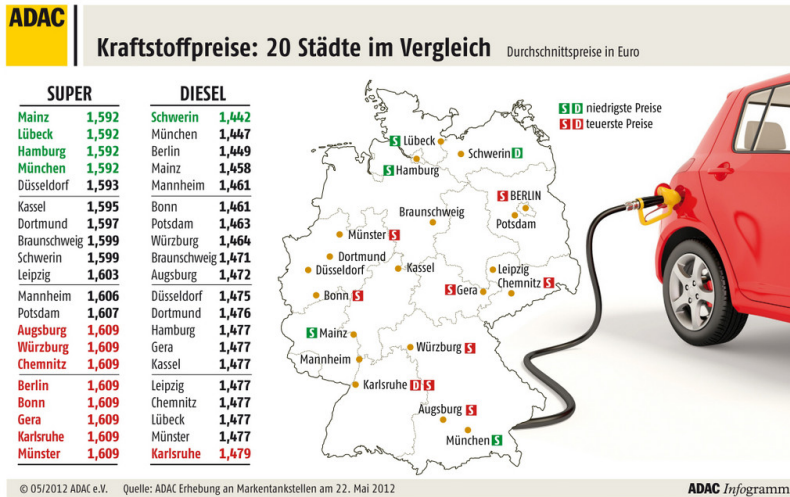 ADAC
Kraftstoffpreise: 20 Städte im Vergleich Durchschnittspreise in Euro
SUPER
Mainz 1,592
Lübeck 1,592
Hamburg 1,592
München 1,592
Düsseldorf 1,593
Kassel 1,595
Dortmund 1,597
Braunschweig 1,599
Schwerin 1,599
Leipzig 1,603
Mannheim 1,606
Potsdam 1,607
Augsburg 1,609
Würzburg 1,609
Chemnitz 1,609
Berlin 1,609
Bonn 1,609
Gera 1,609
Karlsruhe 1,609
Münster 1,609
DIESEL
Schwerin 1,442
München 1,447
Berlin 1,449
Mainz 1,458
Mannheim 1,461
Bonn 1,461
Potsdam 1,463
Würzburg 1,464
Braunschweig 1,471
Augsburg 1,472
Düsseldorf 1,475
Dortmund 1,476
Hamburg 1,477
Gera 1,477
Kassel 1,477
Leipzig 1,477
Chemnitz 1,477
Lübeck 1,477
Münster 1,477
Karlsruhe 1,479
S D niedrigste Preise
S D teuerste Preise
S Lübeck
Schwerin D
S Hamburg
S BERLIN
Potsdam
Braunschweig
Münster S
Dortmund
Düsseldorf
Kassel
Leipzig
Chemnitz S
S Gera
Bonn S
S Mainz
Würzburg S
Mannheim
Karlsruhe D S
Augsburg S
München S
© 05/2012 ADAC e.V. Quelle: ADAC Erhebung an Markentankstellen am 22. Mai 2012
ADAC Infogramm